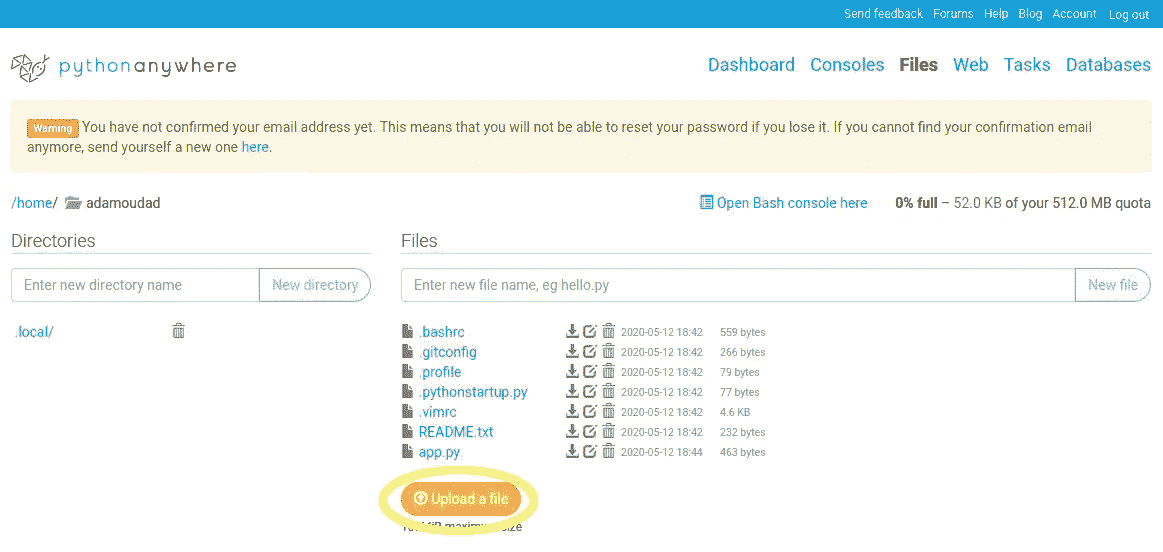 Send feedback Forums Help Blog Account Log out
pythonanywhere
Dashboard Consoles Files Web Tasks Databases
Warning You have not confirmed your email address yet. This means that you will not be able to reset your password if you lose it. If you cannot find your confirmation email
anymore, send yourself a new one here.
/home/ adamoudad
Open Bash console here 0% full – 52.0 KB of your 512.0 MB quota
Directories
Files
Enter new directory name New directory
Enter new file name, eg hello.py New file
.local/
.bashrc 2020-05-12 18:42 559 bytes
.gitconfig 2020-05-12 18:42 266 bytes
.profile 2020-05-12 18:42 79 bytes
.pythonstartup.py 2020-05-12 18:42 77 bytes
.vimrc 2020-05-12 18:42 4.6 KB
README.txt 2020-05-12 18:42 232 bytes
app.py 2020-05-12 18:44 463 bytes
Upload a file
maximum size